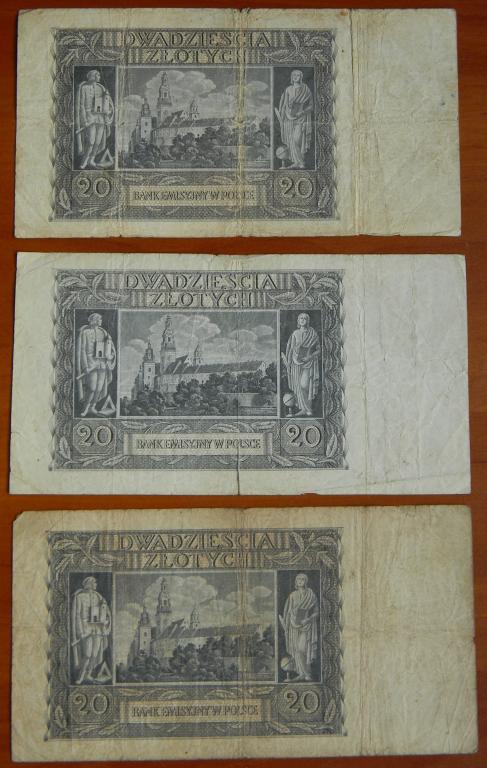 DWADZIEŚCIA
ZŁOTYCH
20 20
BANK EMISYJNY W POLSCE
DWADZIEŚCIA
ZŁOTYCH
20 20
BANK EMISYJNY W POLSCE
DWADZIEŚCIA
ZŁOTYCH
20 20
BANK EMISYJNY W POLSCE